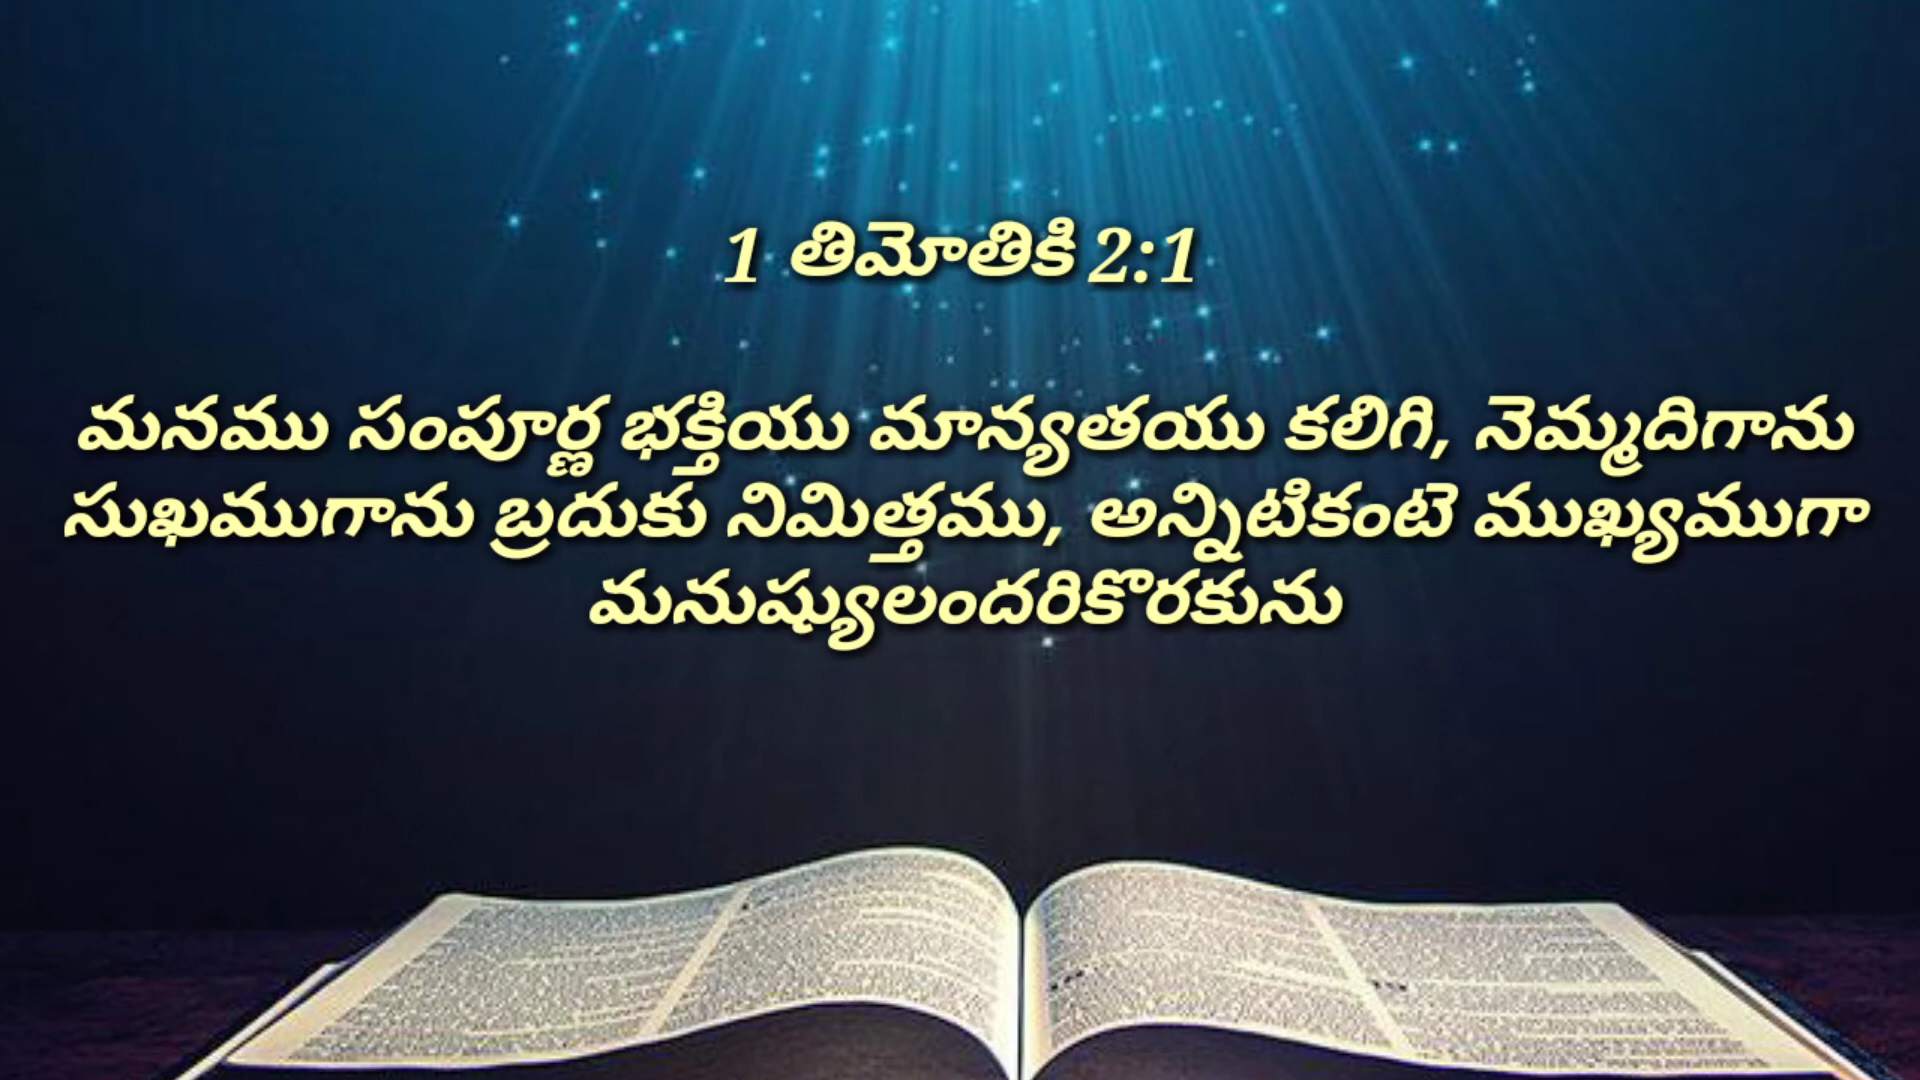 1 తిమోతికి 2:1
మనము సంపూర్ణ భక్తియు మాన్యతయు కలిగి, నెమ్మదిగాను
సుఖముగాను బ్రదుకు నిమిత్తము, అన్నిటికంటె ముఖ్యముగా
మనుష్యులందరికొరకును